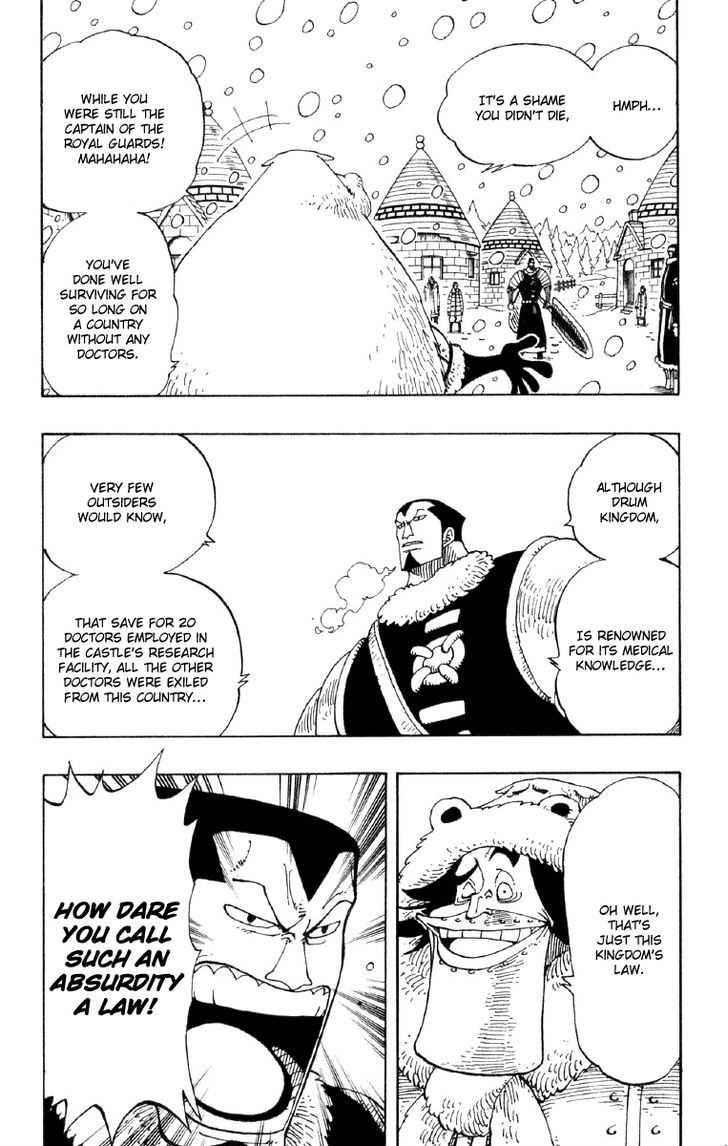 HMPH...
IT'S A SHAME
YOU DIDN'T DIE,
WHILE YOU
WERE STILL THE
CAPTAIN OF THE
ROYAL GUARDS!
MAHAHAHA!
YOU'VE
DONE WELL
SURVIVING FOR
SO LONG ON
A COUNTRY
WITHOUT ANY
DOCTORS.
ALTHOUGH
DRUM
KINGDOM,
IS RENOWNED
FOR ITS MEDICAL
KNOWLEDGE...
VERY FEW
OUTSIDERS
WOULD KNOW,
THAT SAVE FOR 20
DOCTORS EMPLOYED IN
THE CASTLE'S RESEARCH
FACILITY, ALL THE OTHER
DOCTORS WERE EXILED
FROM THIS COUNTRY...
OH WELL,
THAT'S
JUST THIS
KINGDOM'S
LAW.
HOW DARE
YOU CALL
SUCH AN
ABSURDITY
A LAW!